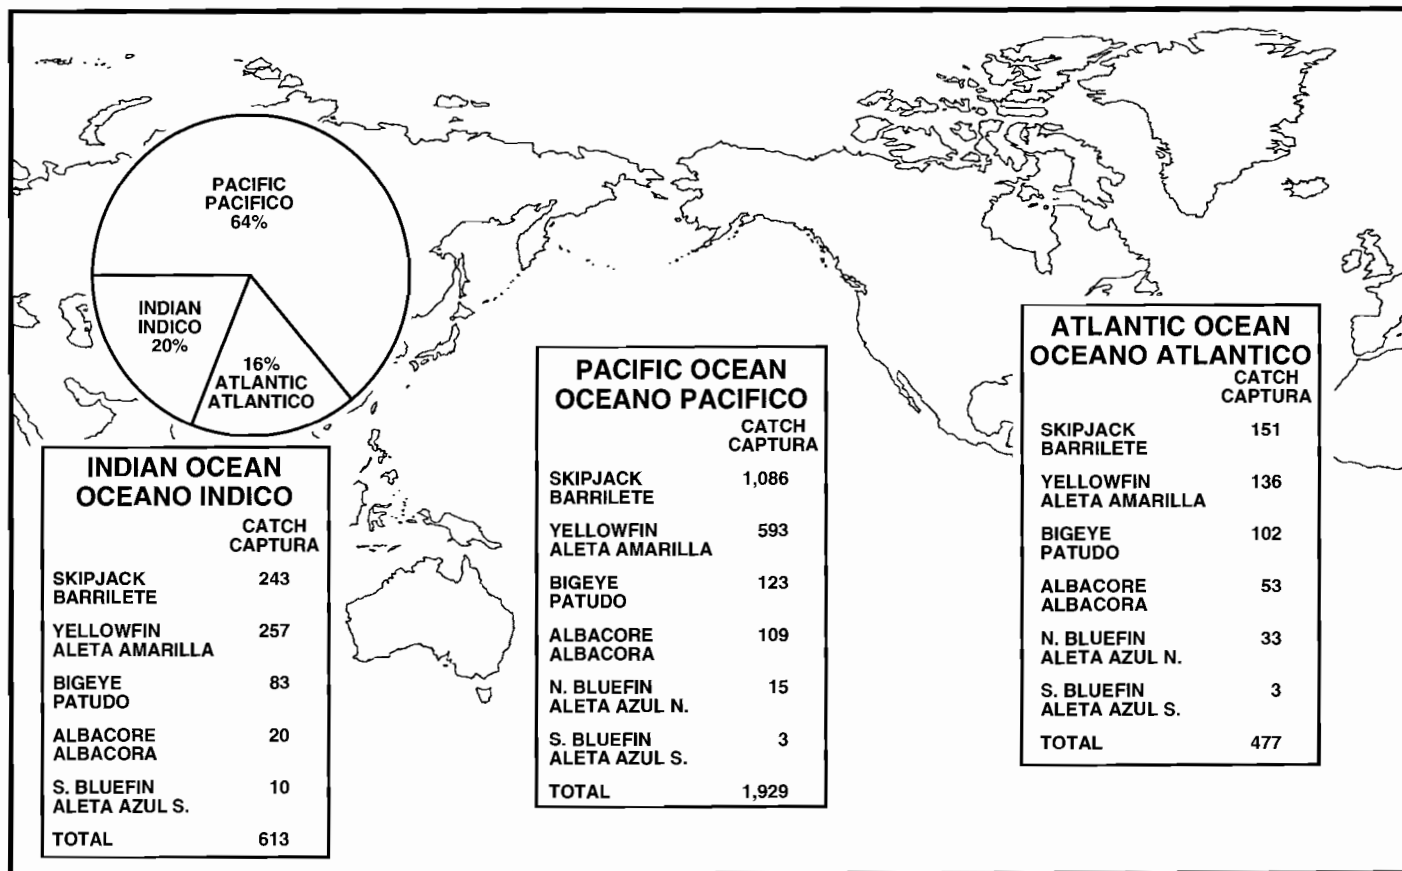 PACIFIC
PACIFICO
64%
INDIAN
INDICO
20%
16%
ATLANTIC
ATLANTICO
INDIAN OCEAN
OCEANO INDICO
CATCH
CAPTURA
SKIPJACK 243
BARRILETE
YELLOWFIN 257
ALETA AMARILLA
BIGEYE 83
PATUDO
ALBACORE 20
ALBACORA
S. BLUEFIN 10
ALETA AZUL S.
TOTAL 613
PACIFIC OCEAN
OCEANO PACIFICO
CATCH
CAPTURA
SKIPJACK 1,086
BARRILETE
YELLOWFIN 593
ALETA AMARILLA
BIGEYE 123
PATUDO
ALBACORE 109
ALBACORA
N. BLUEFIN 15
ALETA AZUL N.
S. BLUEFIN 3
ALETA AZUL S.
TOTAL 1,929
ATLANTIC OCEAN
OCEANO ATLANTICO
CATCH
CAPTURA
SKIPJACK 151
BARRILETE
YELLOWFIN 136
ALETA AMARILLA
BIGEYE 102
PATUDO
ALBACORE 53
ALBACORA
N. BLUEFIN 33
ALETA AZUL N.
S. BLUEFIN 3
ALETA AZUL S.
TOTAL 477